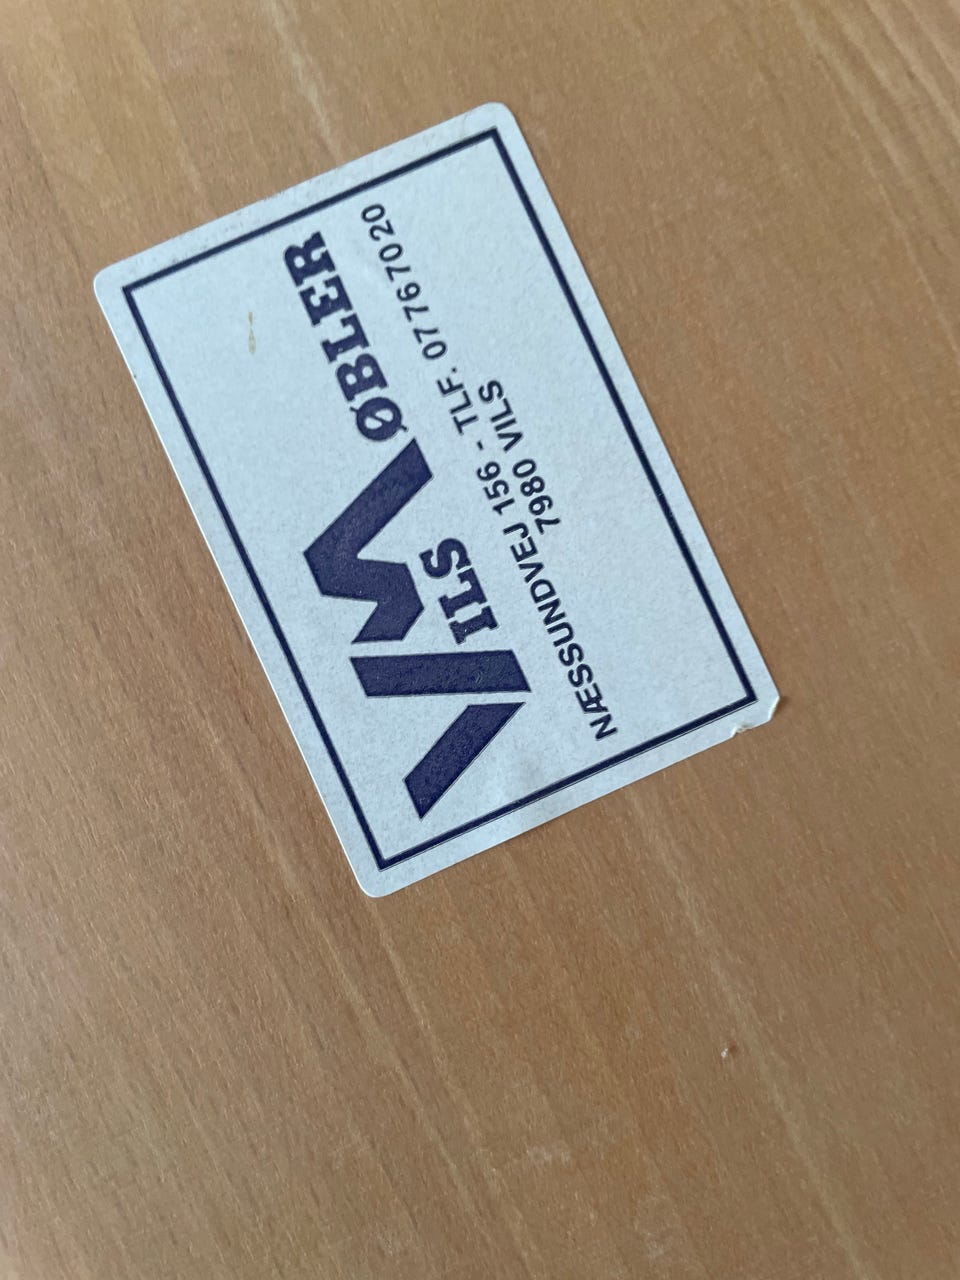 VILS MØBLER
NÆSSUNDVEJ 156 - TLF. 07767020
7980 VILS